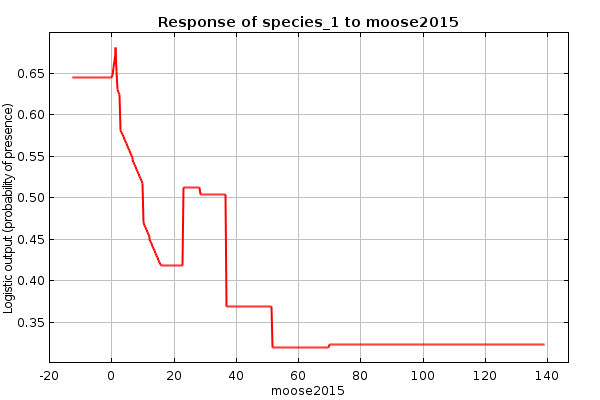 Response of species_1 to moose2015
Logistic output (probability of presence)
0.65
0.60
0.55
0.50
0.45
0.40
0.35
-20 0 20 40 60 80 100 120 140
moose2015